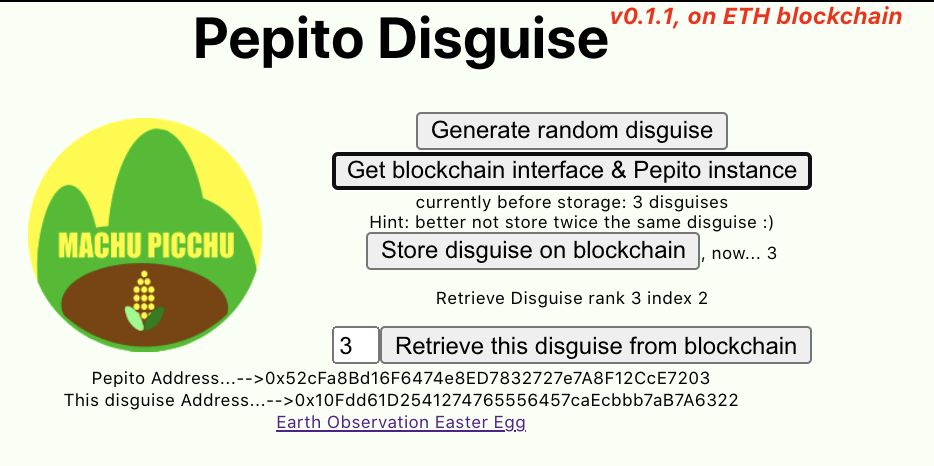 v0.1.1, on ETH blockchain
Pepito Disguise
MACHU PICCHU
Generate random disguise
Get blockchain interface & Pepito instance
currently before storage: 3 disguises
Hint: better not store twice the same disguise :)
Store disguise on blockchain, now... 3
Retrieve Disguise rank 3 index 2
3 Retrieve this disguise from blockchain
Pepito Address...-->0x52cFa8Bd16F6474e8ED7832727e7A8F12CcE7203
This disguise Address...-->0x10Fdd61D2541274765556457caEcbbb7aB7A6322
Earth Observation Easter Egg